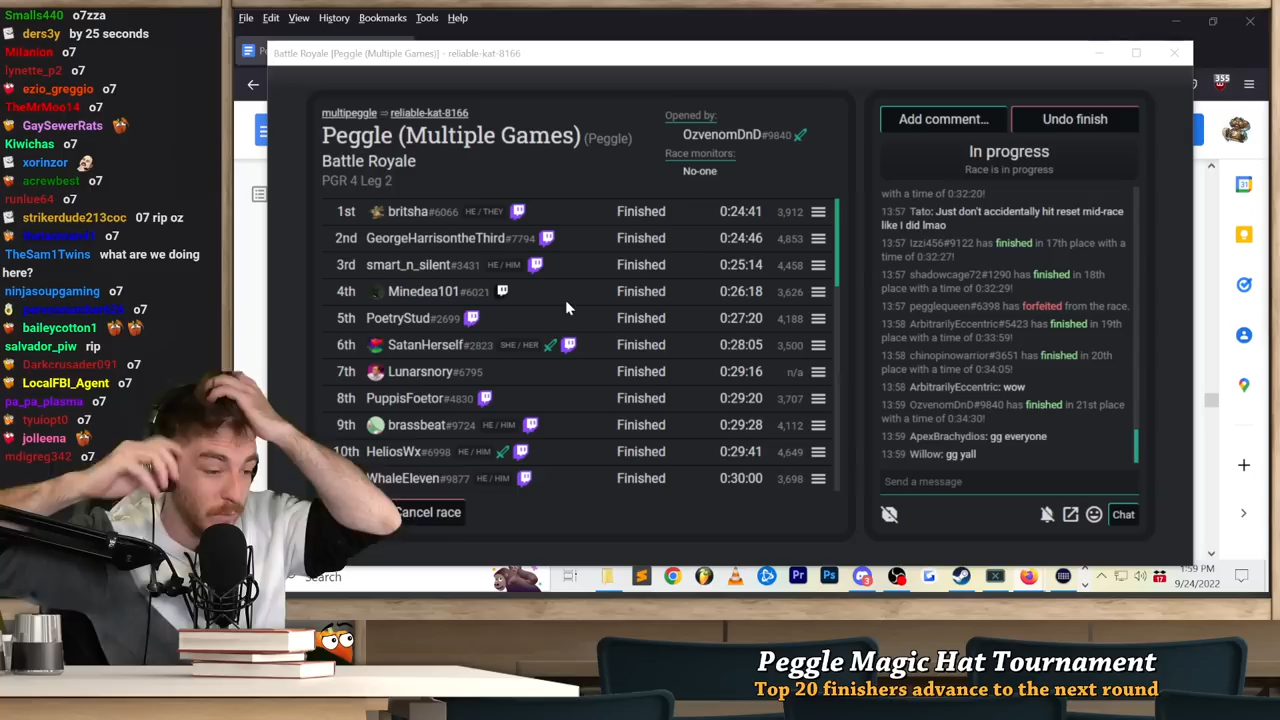 Smalls440 o7zza
ders3y by 25 seconds
Milanion o7
lynette_p2 o7
ezio_greggio o7
TheMrMoo14 o7
GaySewerRats
Kiwichas o7
xorinzor
acrewbest o7
runlue64 o7
strikerdude213coc 07 rip oz
o7
TheSam1Twins what are we doing
here?
ninjasoupgaming o7
o7
baileycotton1
salvador_piw rip
Darkcrusader091 o7
LocalFBI_Agent o7
pa_pa_plasma o7
tyuiopt0 o7
jolleena
mdigreg342 o7
File Edit View History Bookmarks Tools Help
Battle Royale [Peggle (Multiple Games)] - reliable-kat-8166
355
multipeggle ⇒ reliable-kat-8166
Peggle (Multiple Games) (Peggle)
Battle Royale
PGR 4 Leg 2
Opened by:
OzvenomDnD#9840
Race monitors:
No-one
1st britsha#6066 HE / THEY Finished 0:24:41 3,912
2nd GeorgeHarrisontheThird#7794 Finished 0:24:46 4,853
3rd smart_n_silent#3431 HE / HIM Finished 0:25:14 4,458
4th Minedea101#6021 Finished 0:26:18 3,626
5th PoetryStud#2699 Finished 0:27:20 4,188
6th SatanHerself#2823 SHE / HER Finished 0:28:05 3,500
7th Lunarsnory#6795 Finished 0:29:16 n/a
8th PuppisFoetor#4830 Finished 0:29:20 3,707
9th brassbeat#9724 HE / HIM Finished 0:29:28 4,112
10th HeliosWx#6998 HE / HIM Finished 0:29:41 4,649
WhaleEleven#9877 HE / HIM Finished 0:30:00 3,698
Cancel race
Add comment... Undo finish
In progress
Race is in progress
with a time of 0:32:20!
13:57 Tato: Just don't accidentally hit reset mid-race
like I did lmao
13:57 Izzi456#9122 has finished in 17th place with a
time of 0:32:27!
13:57 shadowcage72#1290 has finished in 18th
place with a time of 0:32:29!
13:57 pegglequeen#6398 has forfeited from the race.
13:58 ArbitrarilyEccentric#5423 has finished in 19th
place with a time of 0:33:59!
13:58 chinopinowarrior#3651 has finished in 20th
place with a time of 0:34:05!
13:58 ArbitrarilyEccentric: wow
13:59 OzvenomDnD#9840 has finished in 21st place
with a time of 0:34:30!
13:59 ApexBrachydios: gg everyone
13:59 Willow: gg yall
Send a message
Chat
Search
Pr Ps
17
1:59 PM
9/24/2022
Peggle Magic Hat Tournament
Top 20 finishers advance to the next round